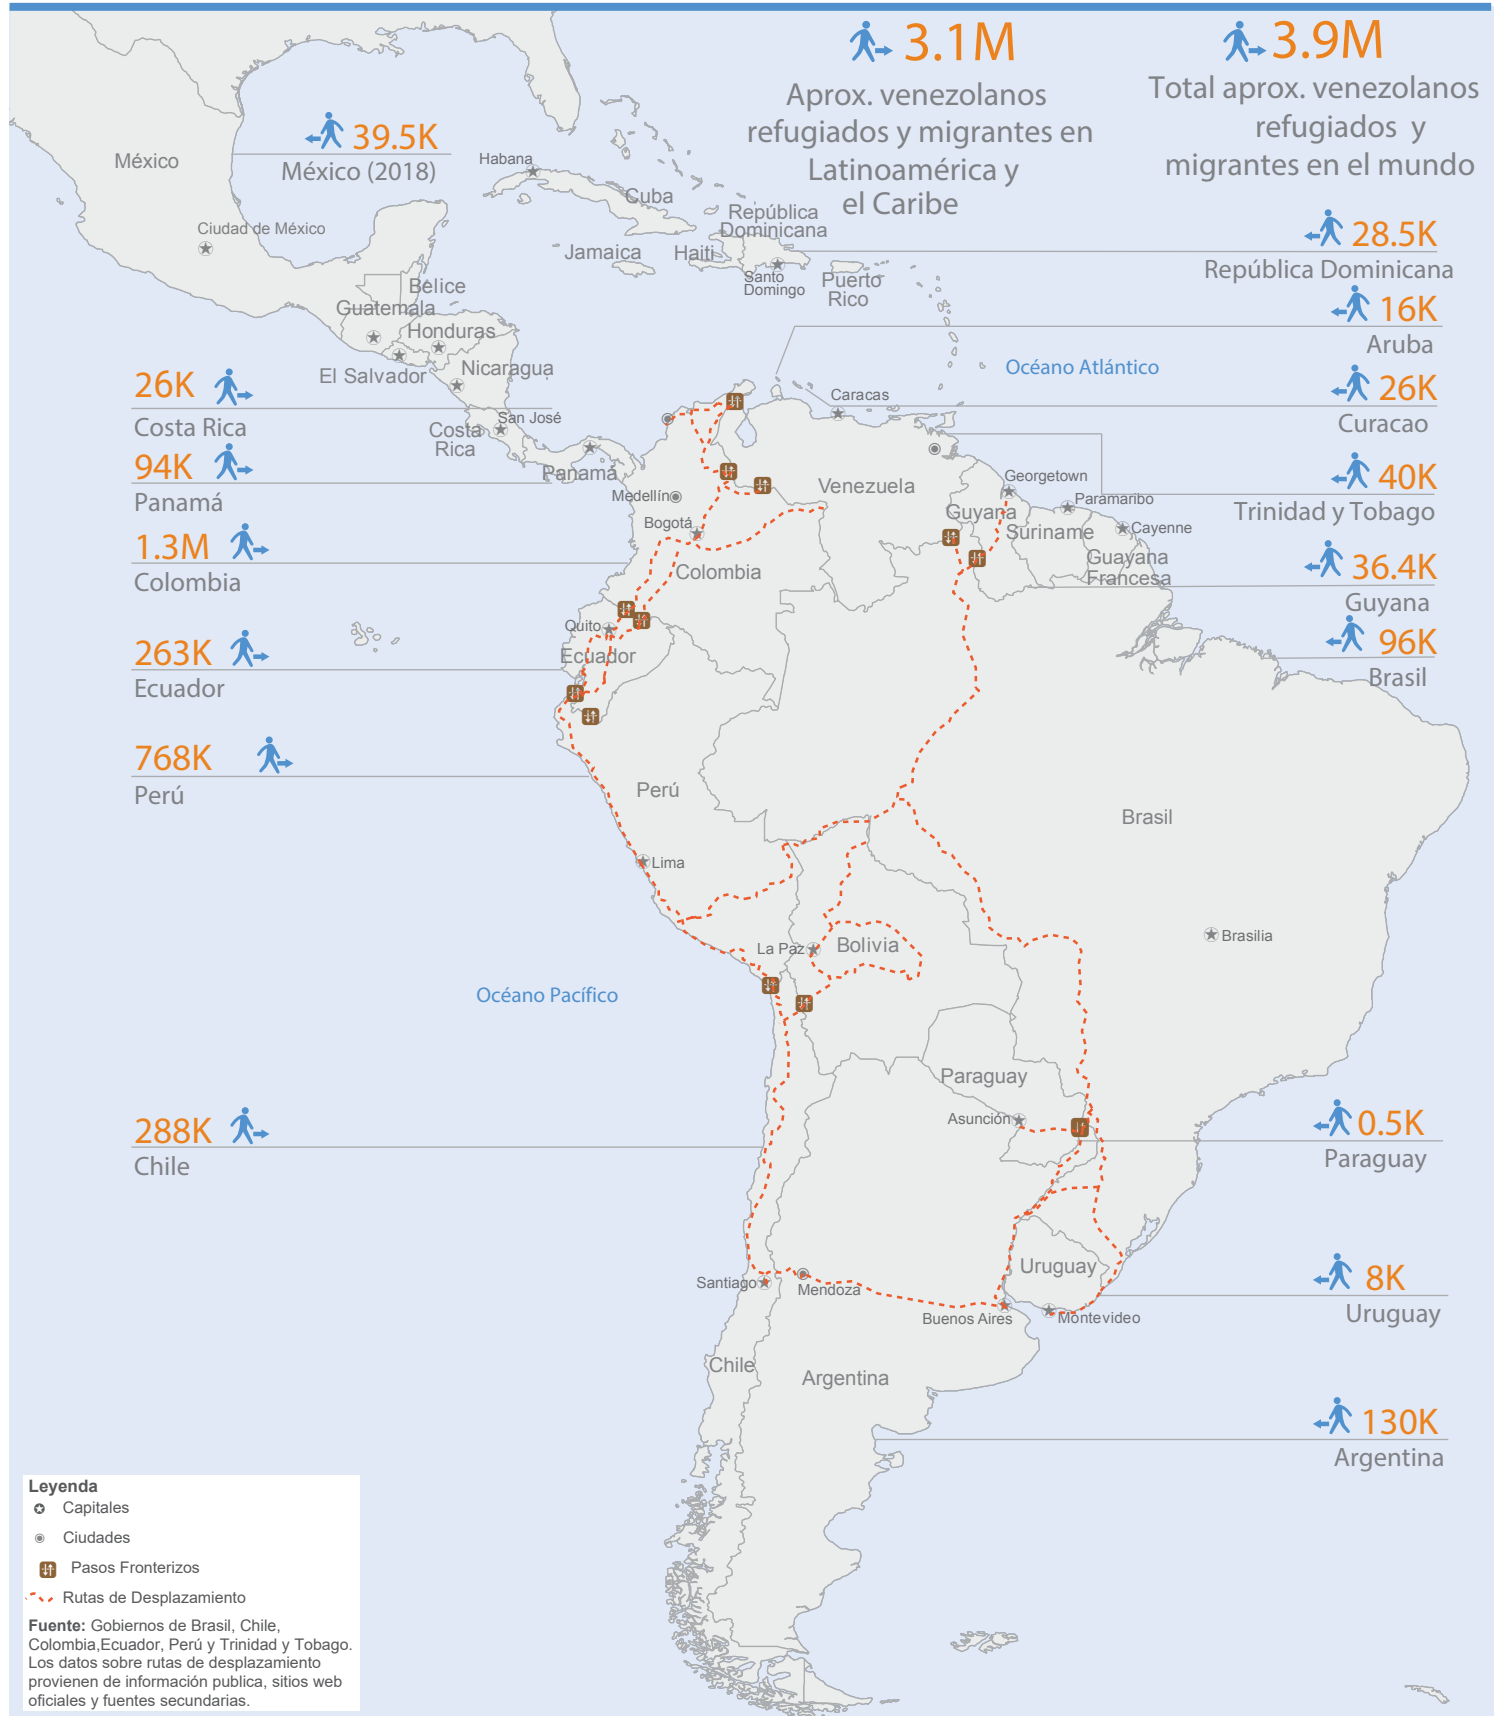 3.1M
Aprox. venezolanos
refugiados y migrantes en
Latinoamérica y
el Caribe
3.9M
Total aprox. venezolanos
refugiados y
migrantes en el mundo
39.5K
México (2018)
México
Ciudad de México
Habana
Cuba
República
Dominicana
Jamaica
Haiti
Santo
Domingo
Puerto
Rico
28.5K
República Dominicana
Belice
Guatemala
Honduras
El Salvador
Nicaragua
16K
Aruba
Océano Atlántico
26K
Costa Rica
Costa
Rica
San José
Caracas
26K
Curacao
94K
Panamá
Panamá
Medellín
Bogotá
Venezuela
Georgetown
Guyana
Paramaribo
Suriname
Cayenne
Guayana
Francesa
40K
Trinidad y Tobago
1.3M
Colombia
Colombia
36.4K
Guyana
Quito
Ecuador
263K
Ecuador
96K
Brasil
768K
Perú
Perú
Brasil
Lima
La Paz
Bolivia
Brasilia
Océano Pacífico
Paraguay
Asunción
288K
Chile
0.5K
Paraguay
Uruguay
Santiago
Mendoza
Buenos Aires
Montevideo
8K
Uruguay
Chile
Argentina
130K
Argentina
Leyenda
Capitales
Ciudades
Pasos Fronterizos
Rutas de Desplazamiento
Fuente: Gobiernos de Brasil, Chile,
Colombia,Ecuador, Perú y Trinidad y Tobago.
Los datos sobre rutas de desplazamiento
provienen de información publica, sitios web
oficiales y fuentes secundarias.